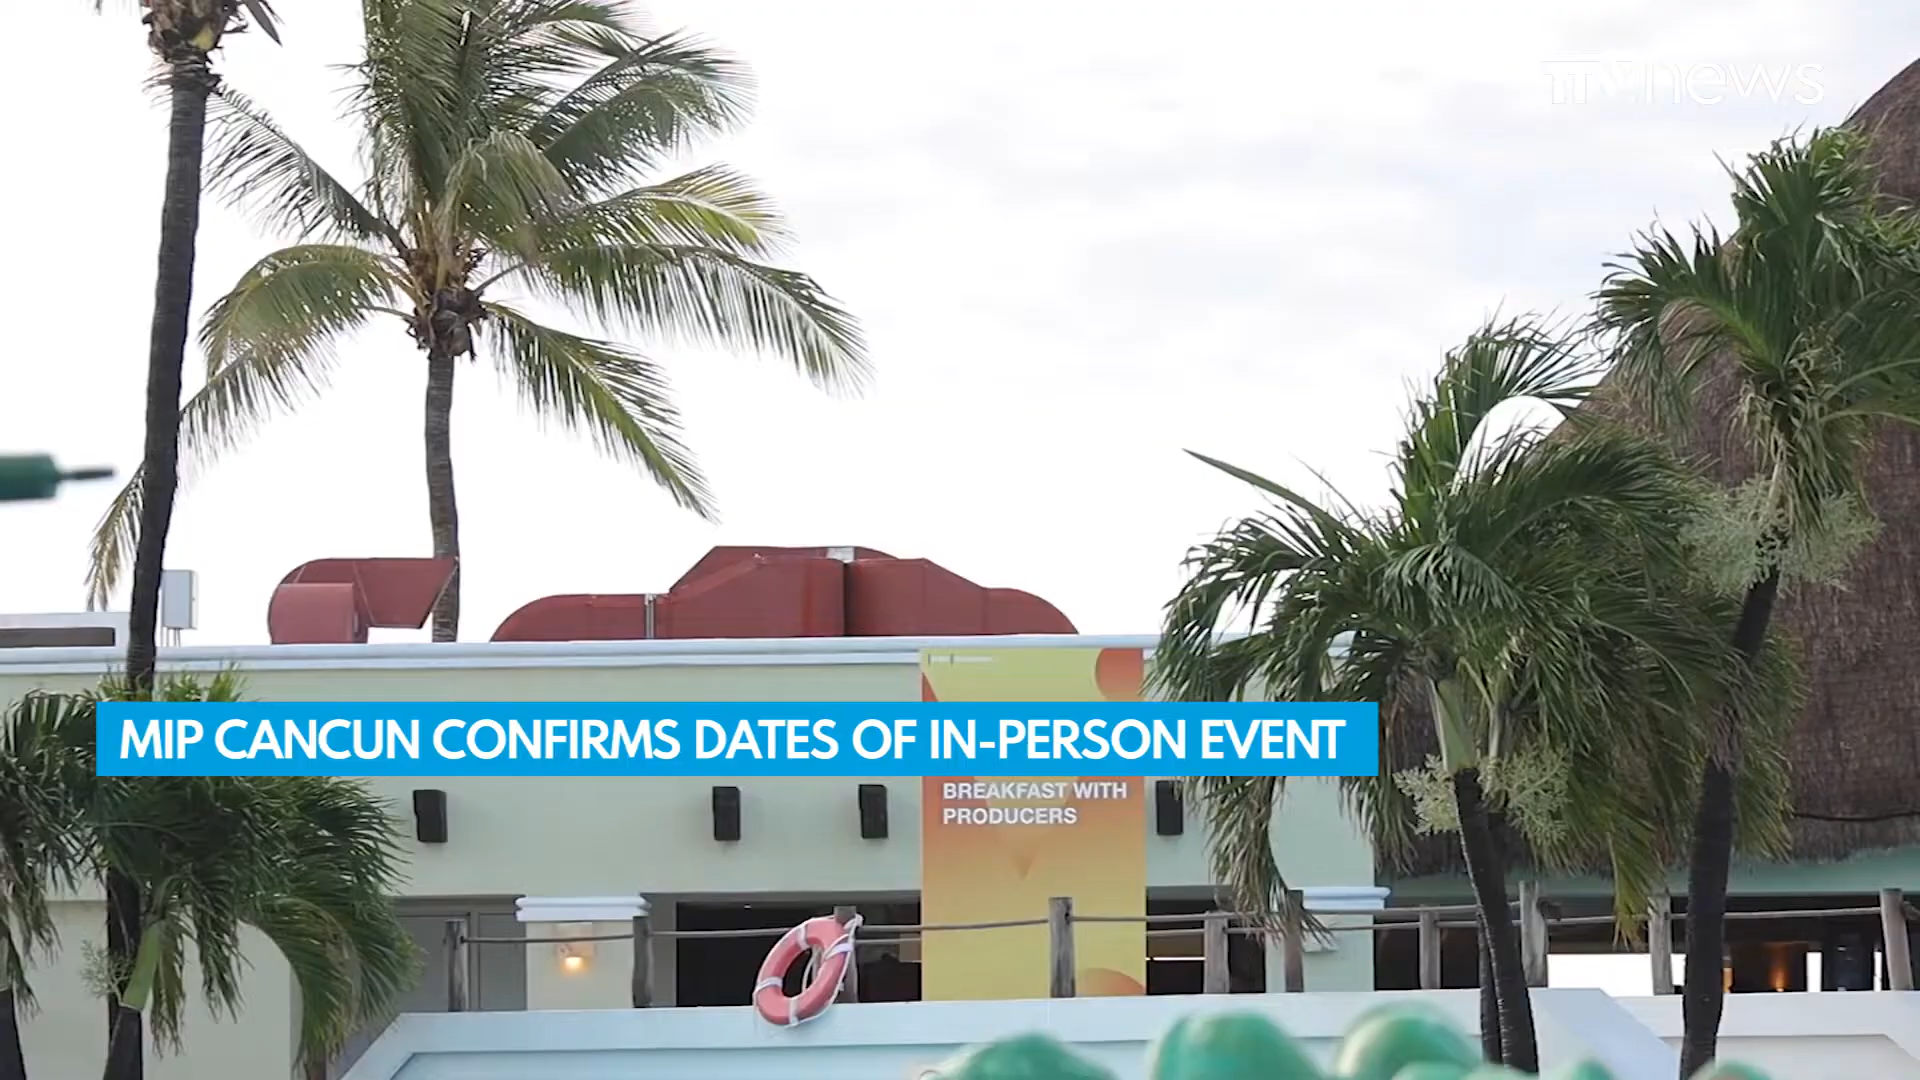 TTVnews
MIP CANCUN CONFIRMS DATES OF IN-PERSON EVENT
BREAKFAST WITH
PRODUCERS